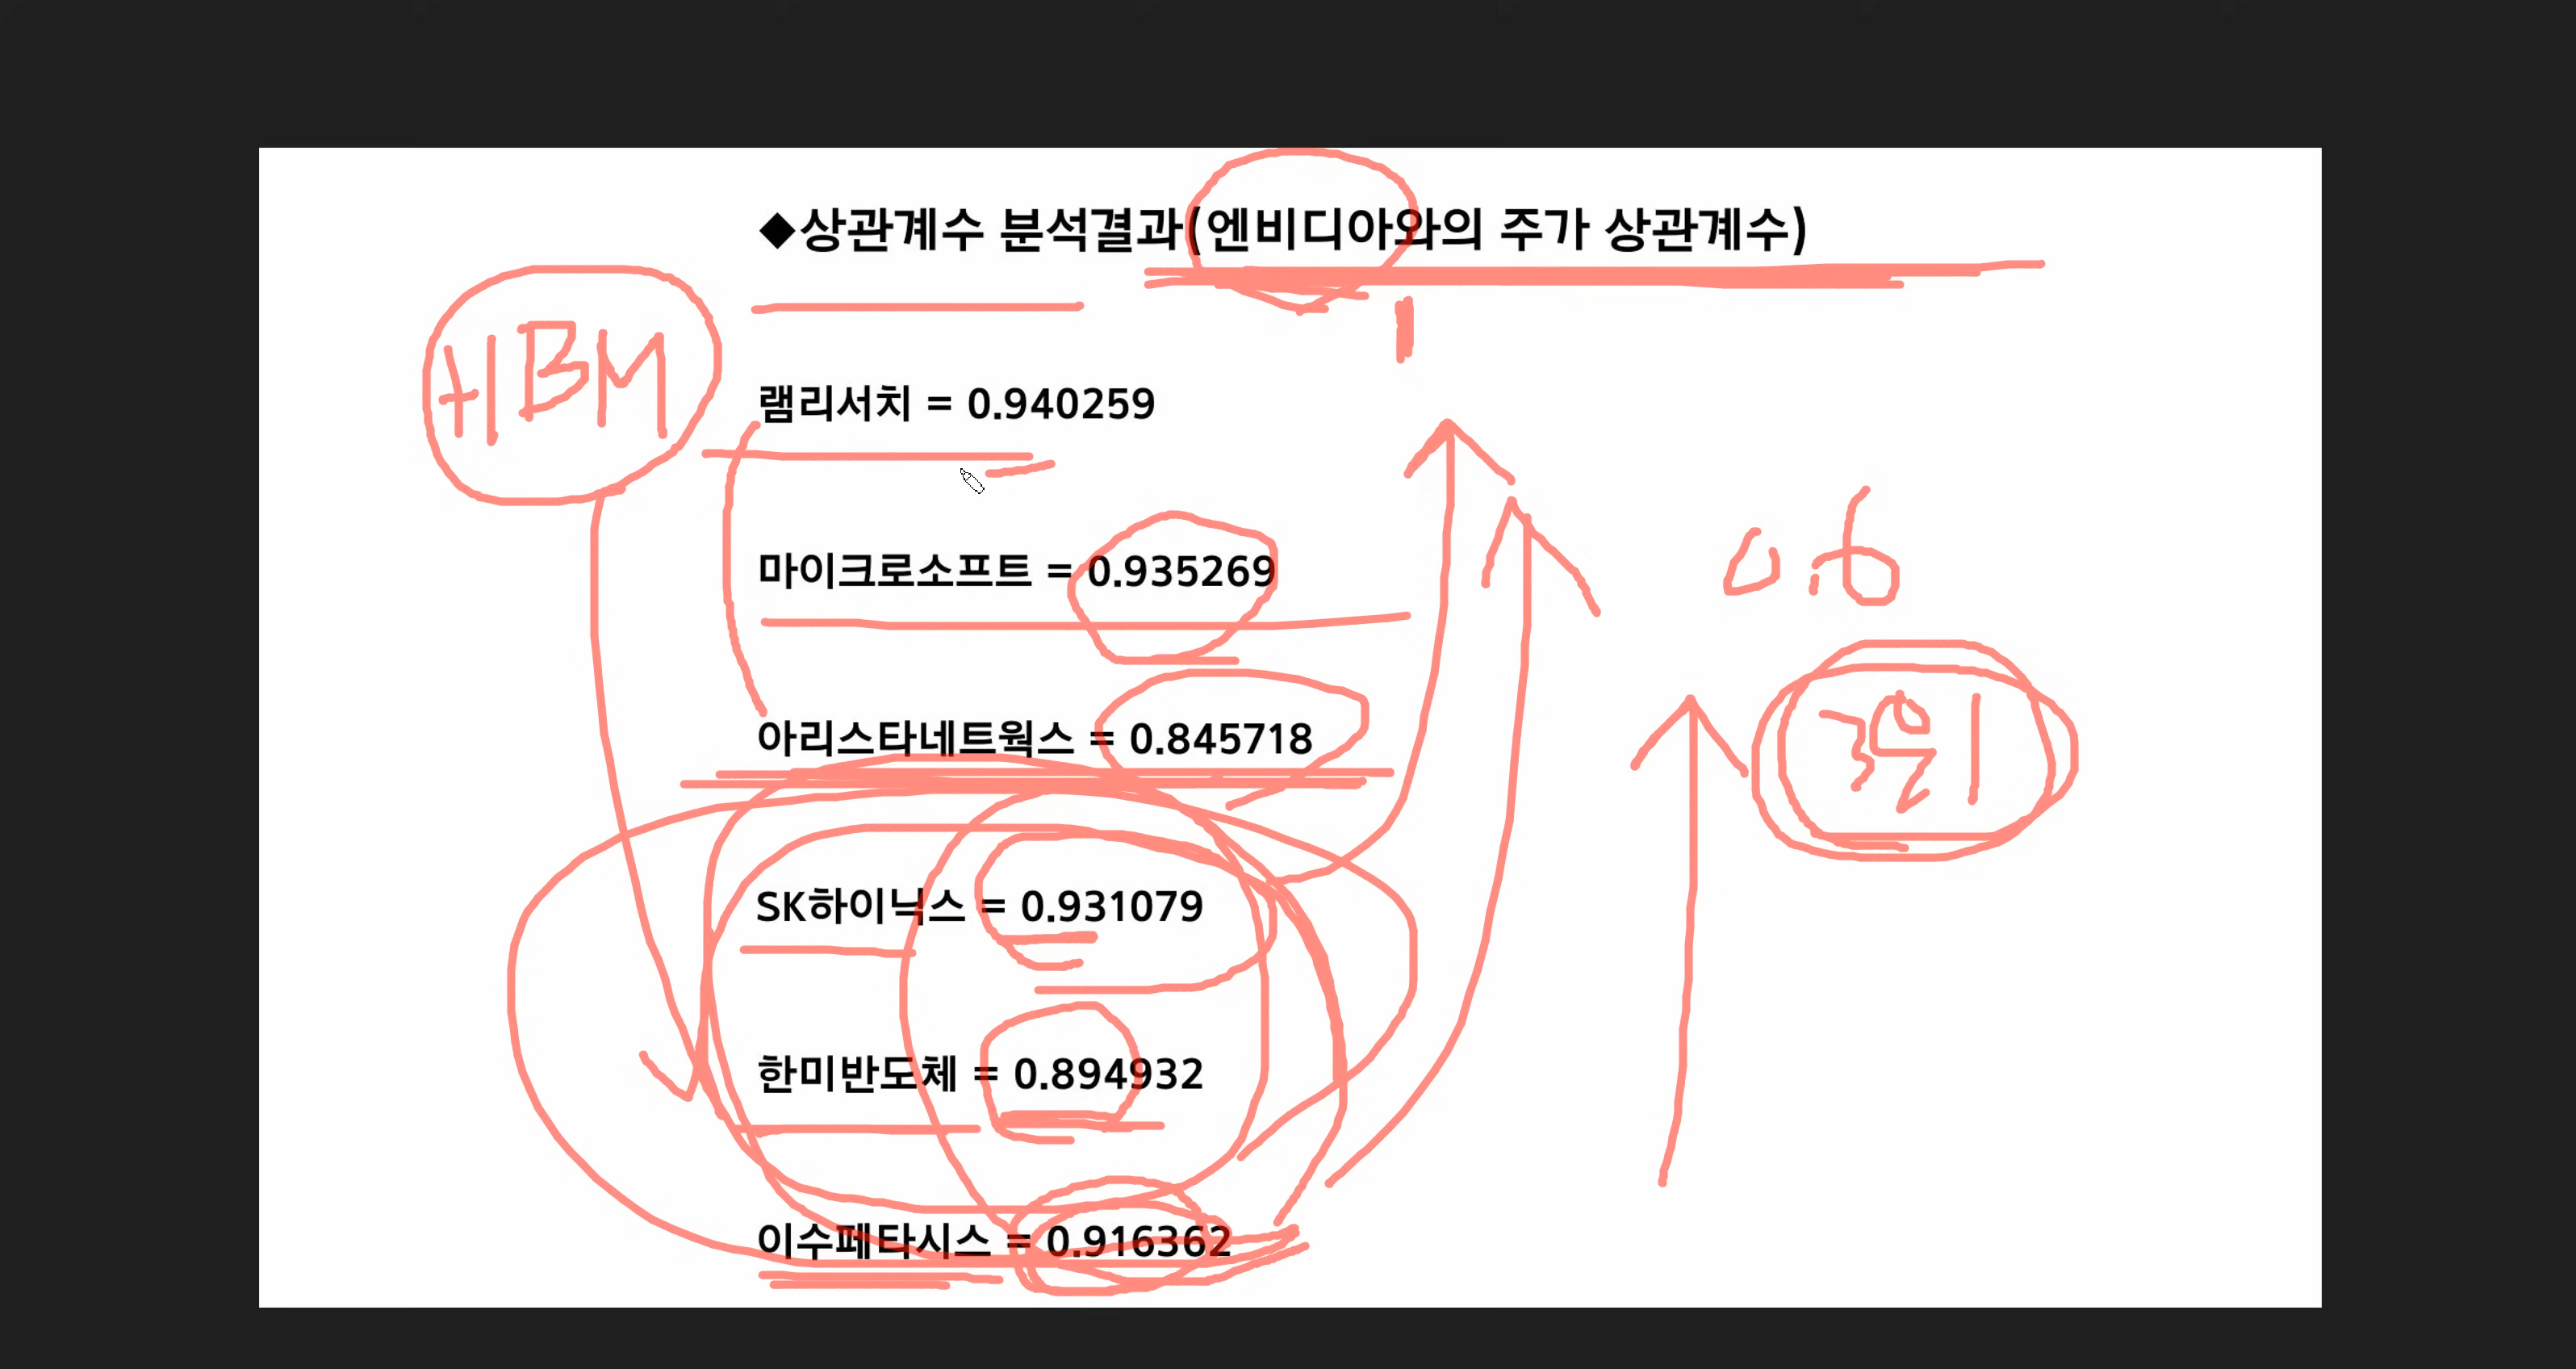 ◆상관계수 분석결과(엔비디아와의 주가 상관계수)
HBM
램리서치 = 0.940259
마이크로소프트 = 0.935269
0.6
아리스타네트웍스 = 0.845718
SK하이닉스 = 0.931079
한미반도체 = 0.894932
이수페타시스 = 0.916362